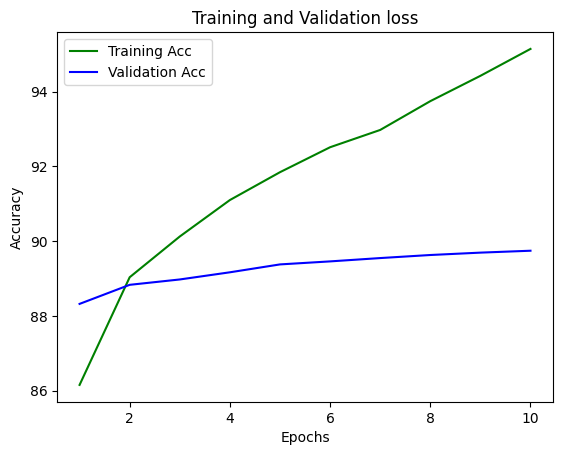 Training and Validation loss
Training Acc
Validation Acc
Accuracy
94
92
90
88
86
2
4
6
8
10
Epochs